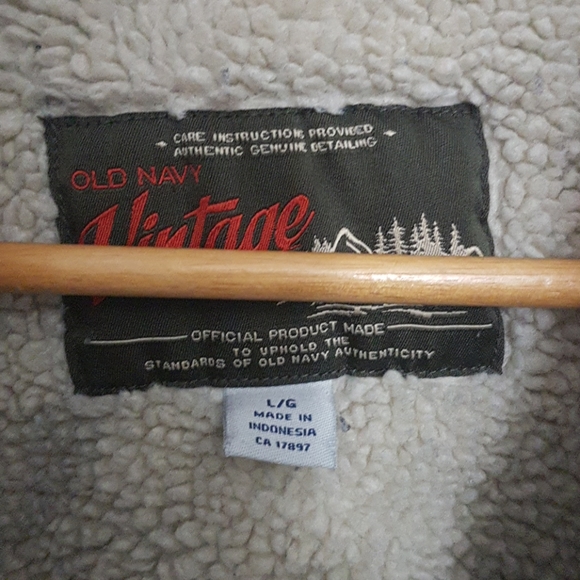 CARE INSTRUCTIONS PROVIDED
AUTHENTIC GENUINE DETAILING
OLD NAVY
Vintage
OFFICIAL PRODUCT MADE
TO UPHOLD THE
STANDARDS OF OLD NAVY AUTHENTICITY
L/G
MADE IN
INDONESIA
CA 17897